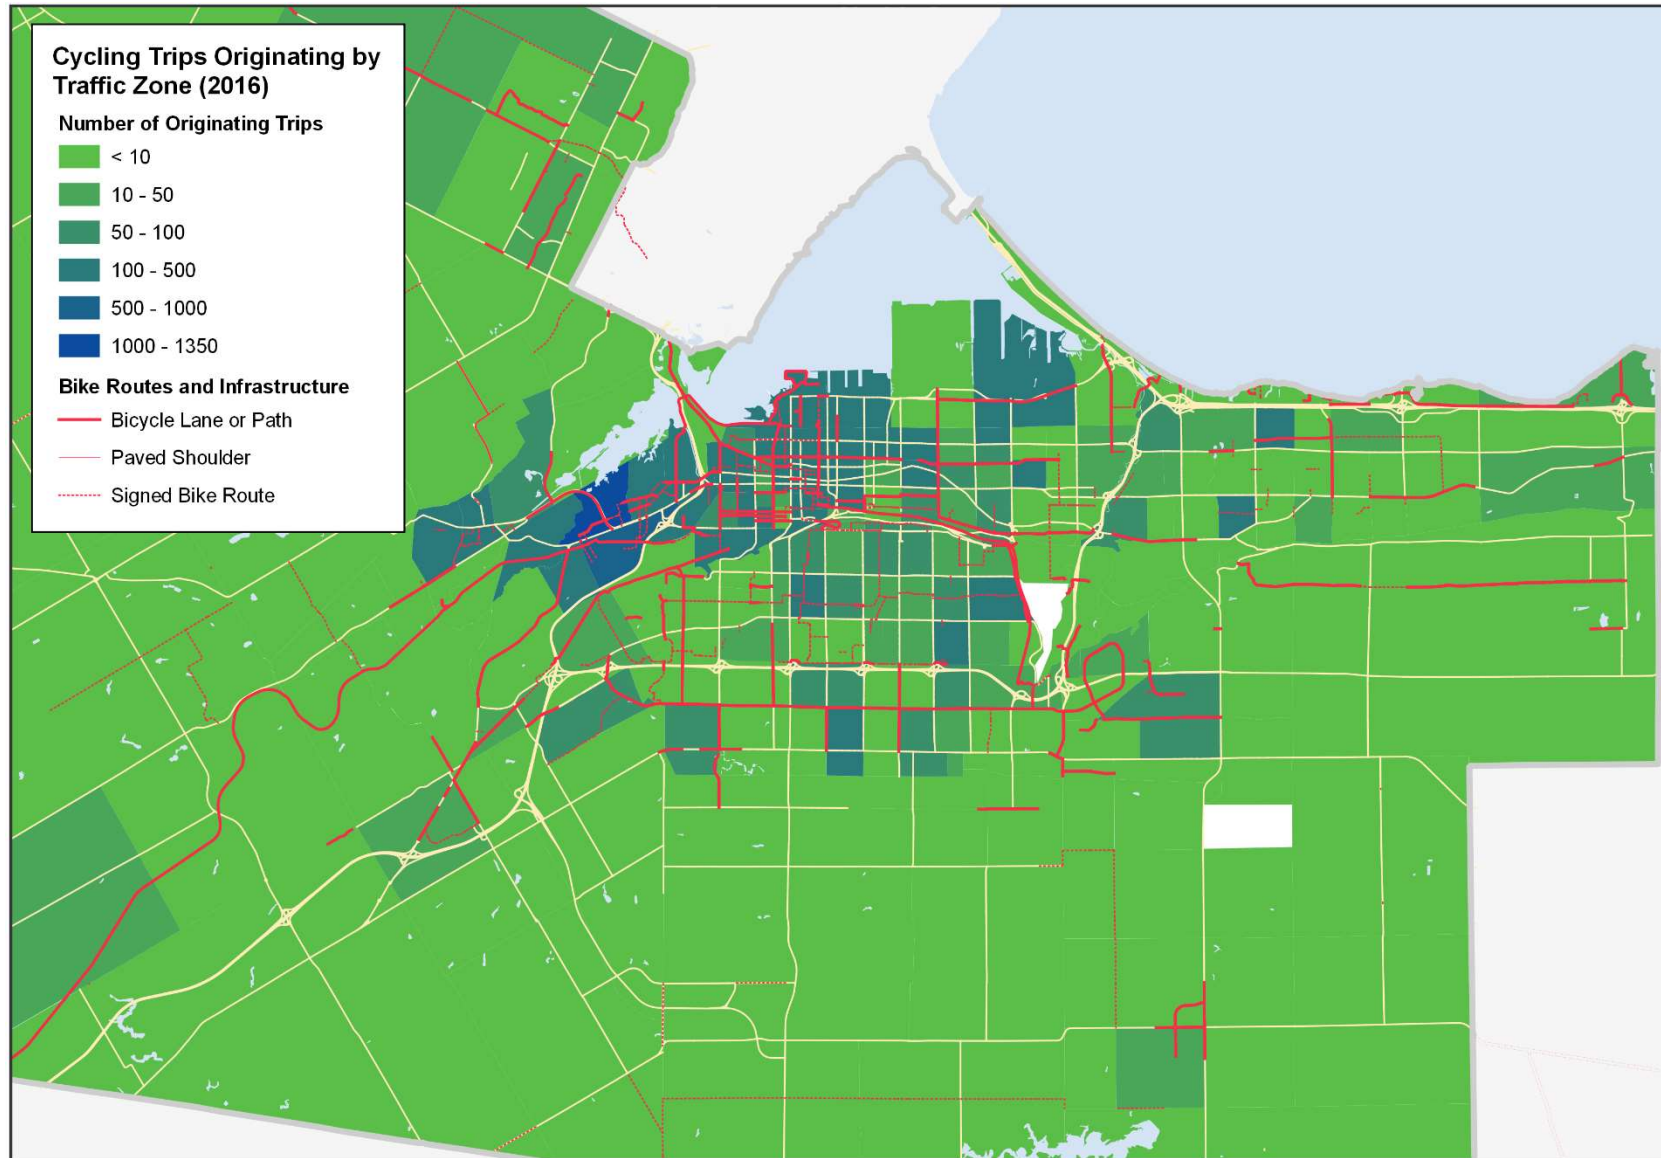 Cycling Trips Originating by
Traffic Zone (2016)
Number of Originating Trips
< 10
10 - 50
50 - 100
100 - 500
500 - 1000
1000 - 1350
Bike Routes and Infrastructure
Bicycle Lane or Path
Paved Shoulder
Signed Bike Route